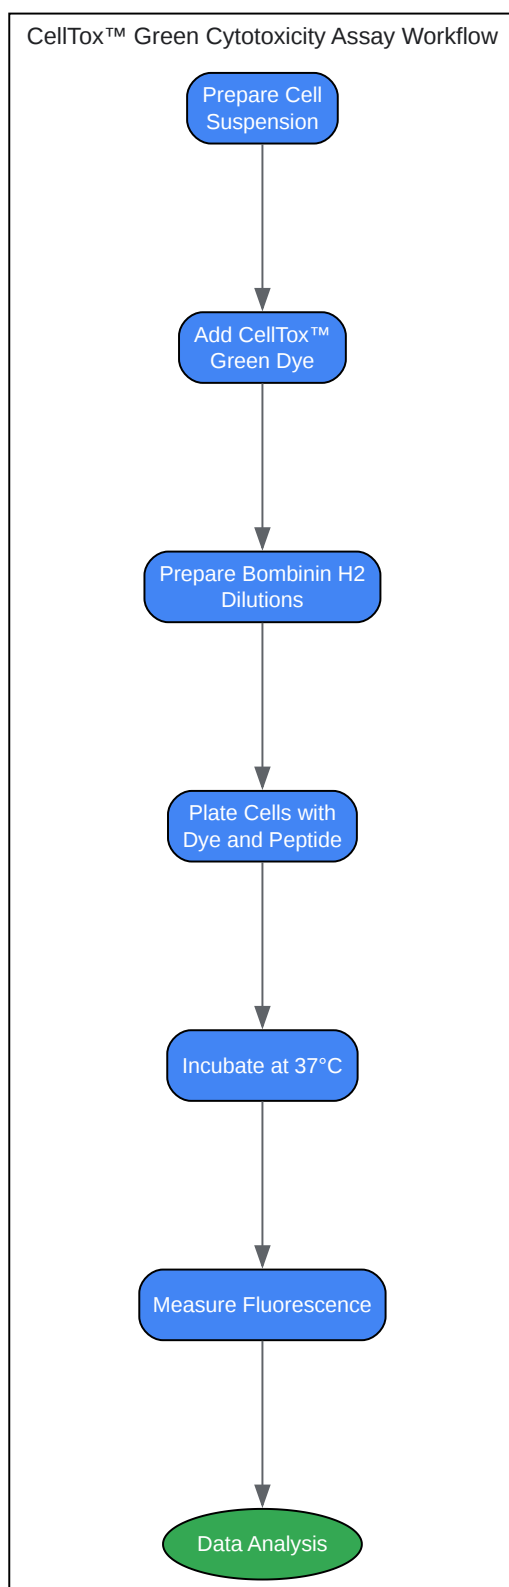 CellTox™ Green Cytotoxicity Assay Workflow
Prepare Cell
Suspension
Add CellTox™
Green Dye
Prepare Bombinin H2
Dilutions
Plate Cells with
Dye and Peptide
Incubate at 37°C
Measure Fluorescence
Data Analysis